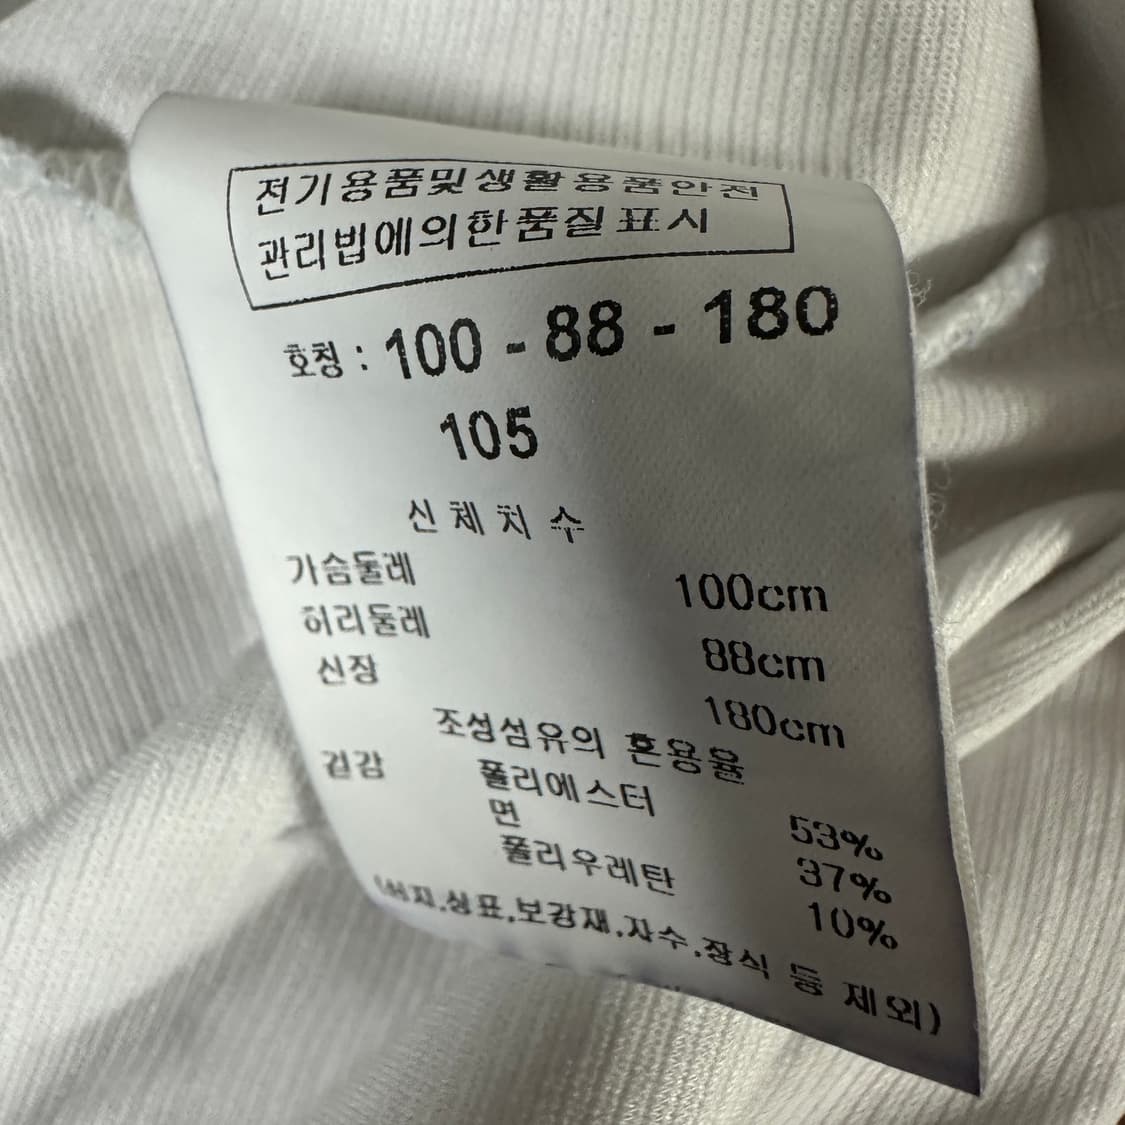 전기용품및생활용품안전
관리법에의한품질표시
호칭 : 100 - 88 - 180
105
신체치수
가슴둘레 100cm
허리둘레 88cm
신장 180cm
조성섬유의 혼용율
겉감 폴리에스터 53%
면 37%
폴리우레탄 10%
(서지,상표,보강재,자수,장식 등 제외)